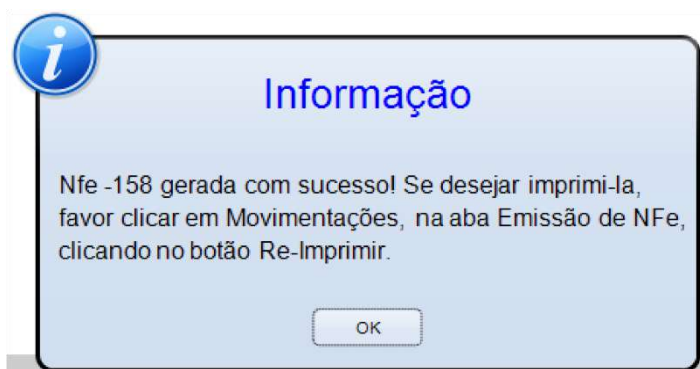 Informação
Nfe -158 gerada com sucesso! Se desejar imprimi-la,
favor clicar em Movimentações, na aba Emissão de NFe,
clicando no botão Re-Imprimir.
OK